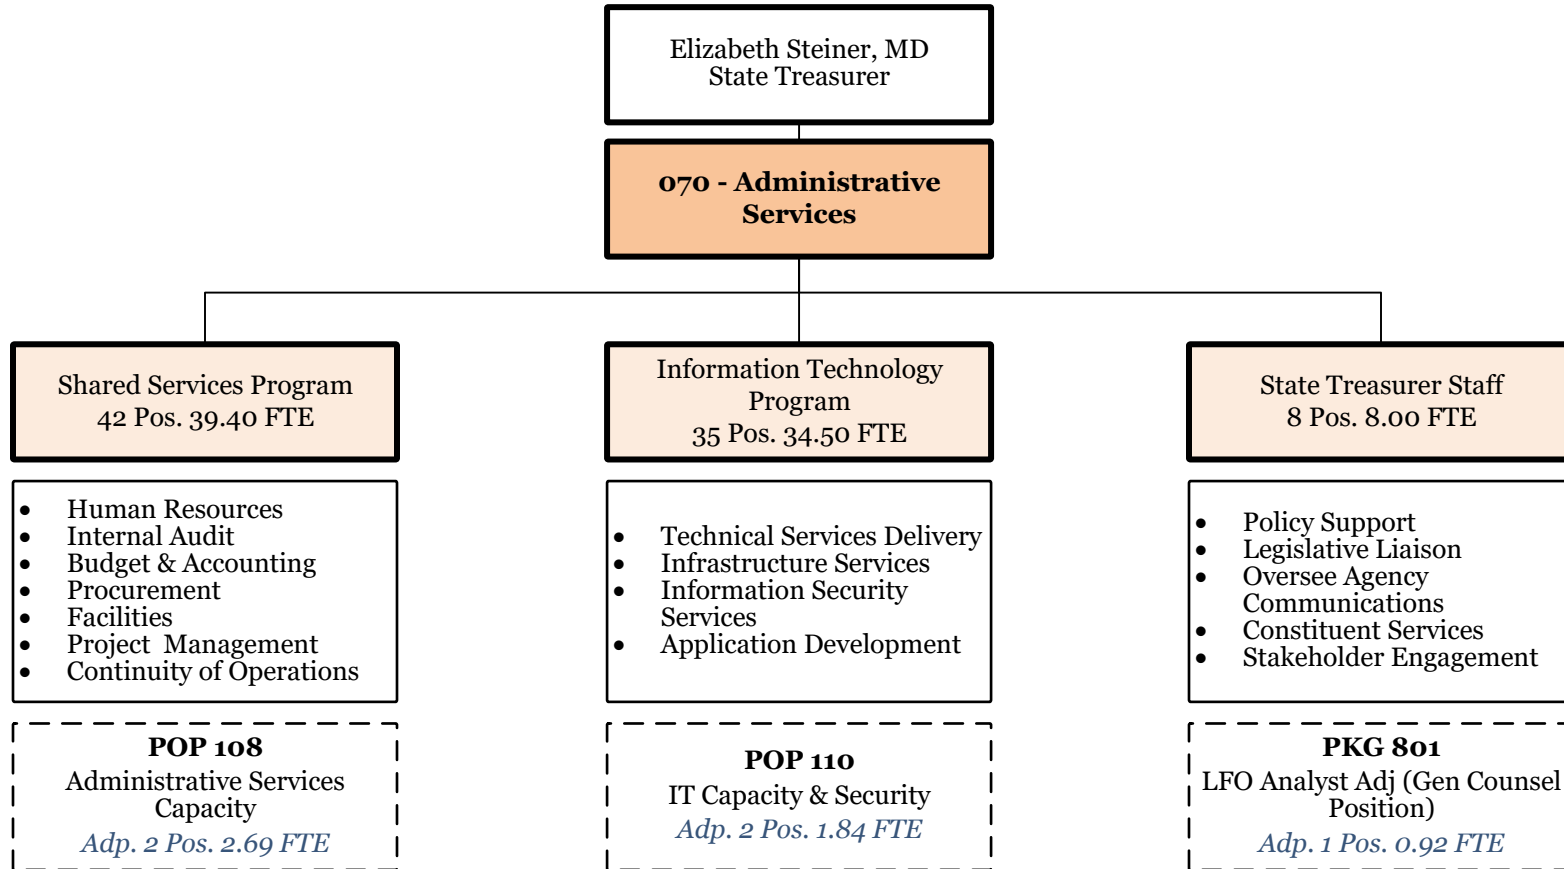 Elizabeth Steiner, MD
State Treasurer
070 - Administrative
Services
Shared Services Program
42 Pos. 39.40 FTE
• Human Resources
• Internal Audit
• Budget & Accounting
• Procurement
• Facilities
• Project  Management
• Continuity of Operations
POP 108
Administrative Services
Capacity
Adp. 2 Pos. 2.69 FTE
Information Technology
Program
35 Pos. 34.50 FTE
• Technical Services Delivery
• Infrastructure Services
• Information Security
Services
• Application Development
POP 110
IT Capacity & Security
Adp. 2 Pos. 1.84 FTE
State Treasurer Staff
8 Pos. 8.00 FTE
• Policy Support
• Legislative Liaison
• Oversee Agency
Communications
• Constituent Services
• Stakeholder Engagement
PKG 801
LFO Analyst Adj (Gen Counsel
Position)
Adp. 1 Pos. 0.92 FTE